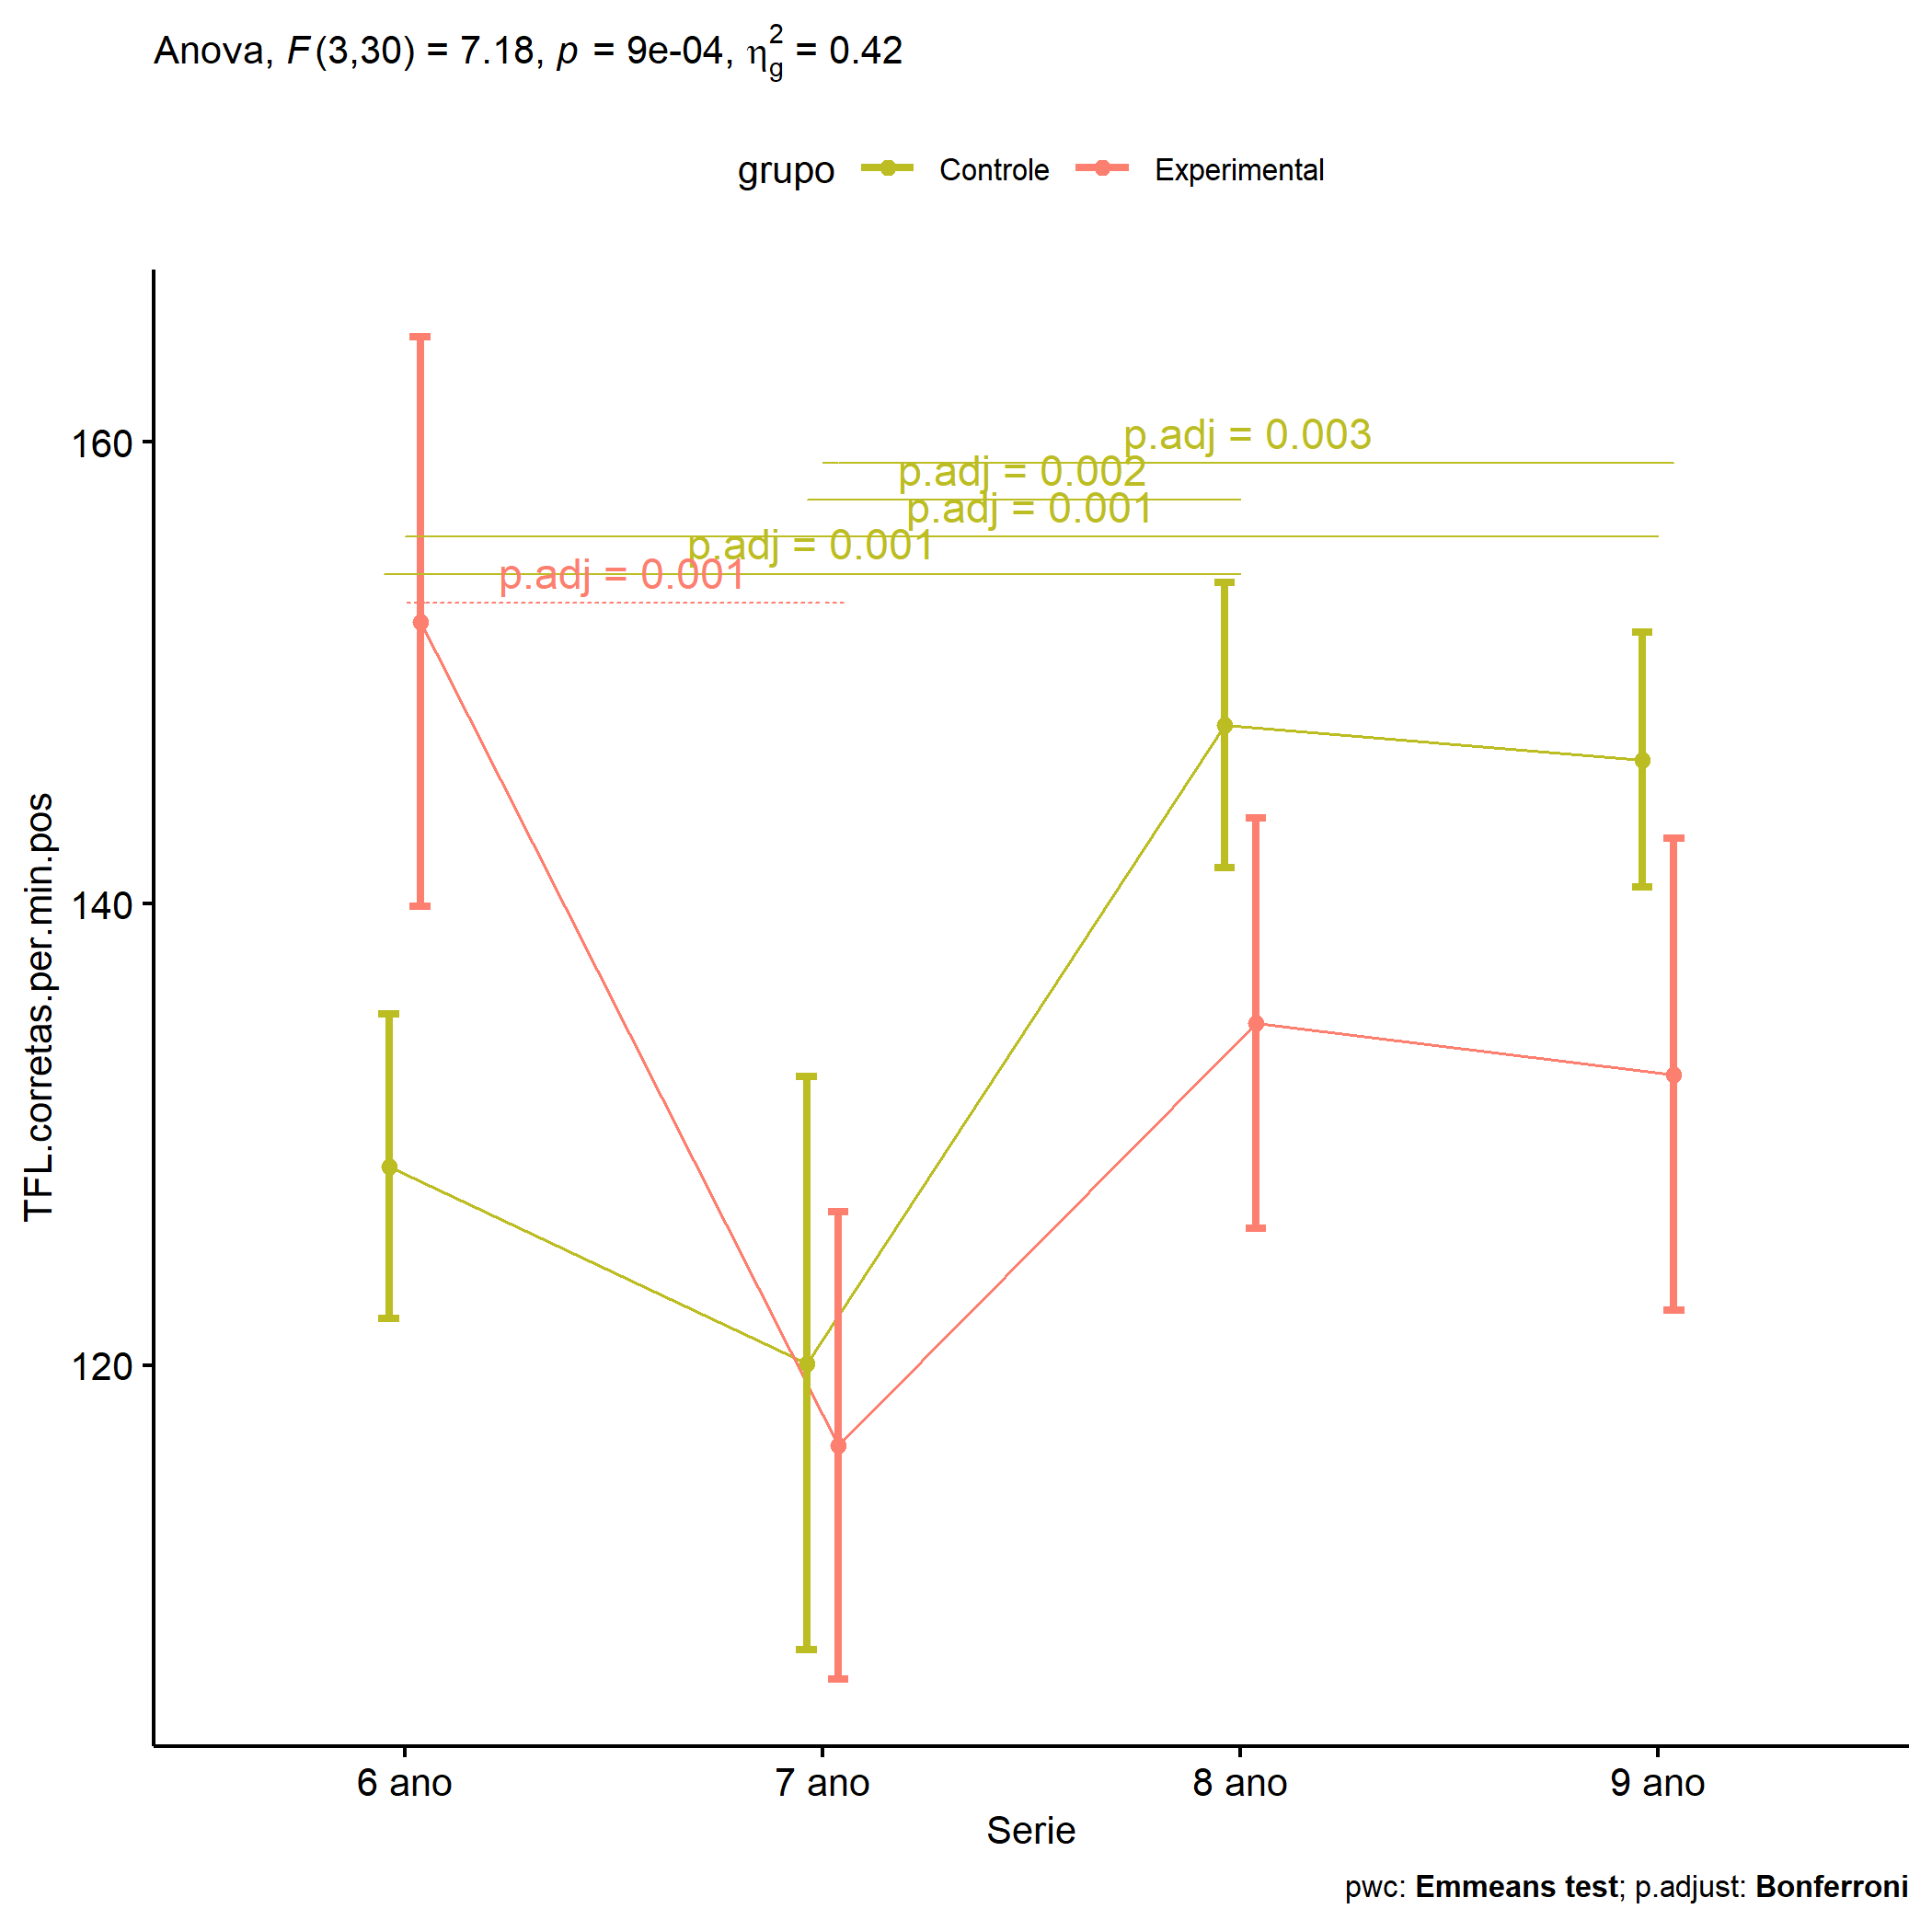 Anova, F(3,30) = 7.18, p = 9e-04, η²g = 0.42
grupo Controle Experimental
160
140
120
p.adj = 0.003
p.adj = 0.002
p.adj = 0.001
p.adj = 0.001
p.adj = 0.001
TFL.corretas.per.min.pos
6 ano 7 ano 8 ano 9 ano
Serie
pwc: Emmeans test; p.adjust: Bonferroni